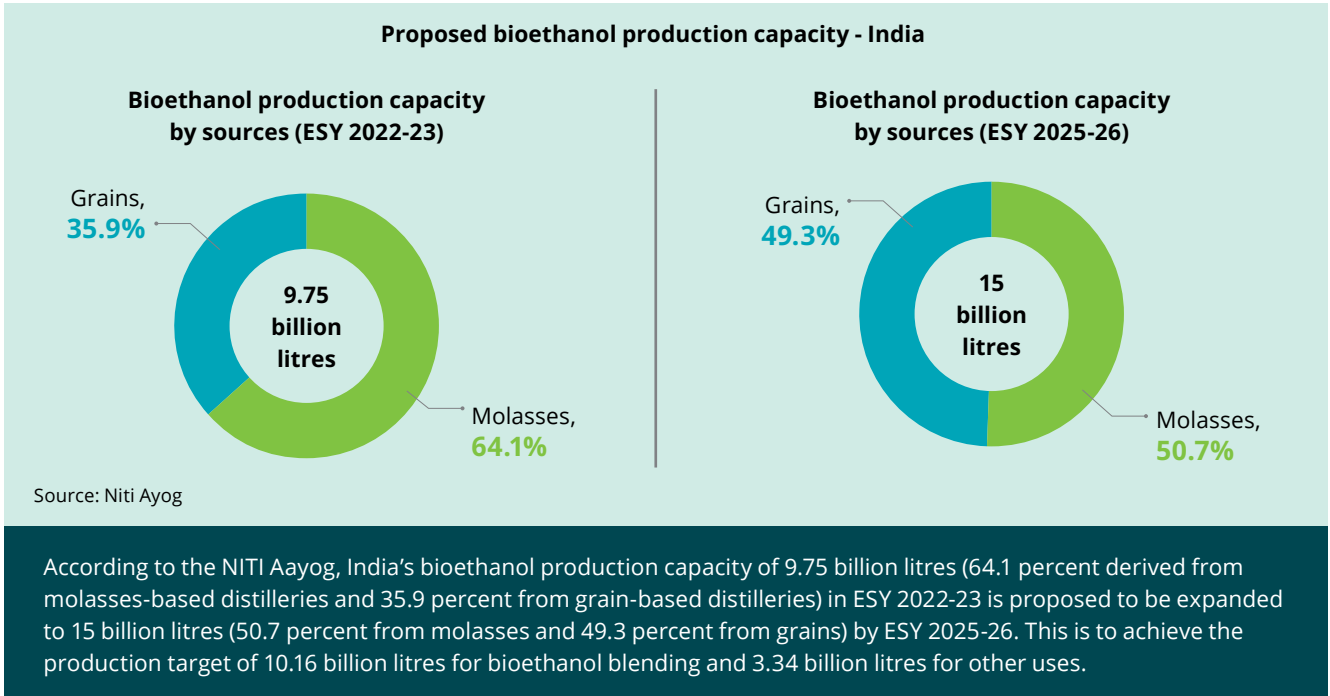 Proposed bioethanol production capacity - India
Bioethanol production capacity
by sources (ESY 2022-23)
Grains,
35.9%
9.75
billion
litres
Molasses,
64.1%
Bioethanol production capacity
by sources (ESY 2025-26)
Grains,
49.3%
15
billion
litres
Molasses,
50.7%
Source: Niti Ayog
According to the NITI Aayog, India’s bioethanol production capacity of 9.75 billion litres (64.1 percent derived from
molasses-based distilleries and 35.9 percent from grain-based distilleries) in ESY 2022-23 is proposed to be expanded
to 15 billion litres (50.7 percent from molasses and 49.3 percent from grains) by ESY 2025-26. This is to achieve the
production target of 10.16 billion litres for bioethanol blending and 3.34 billion litres for other uses.